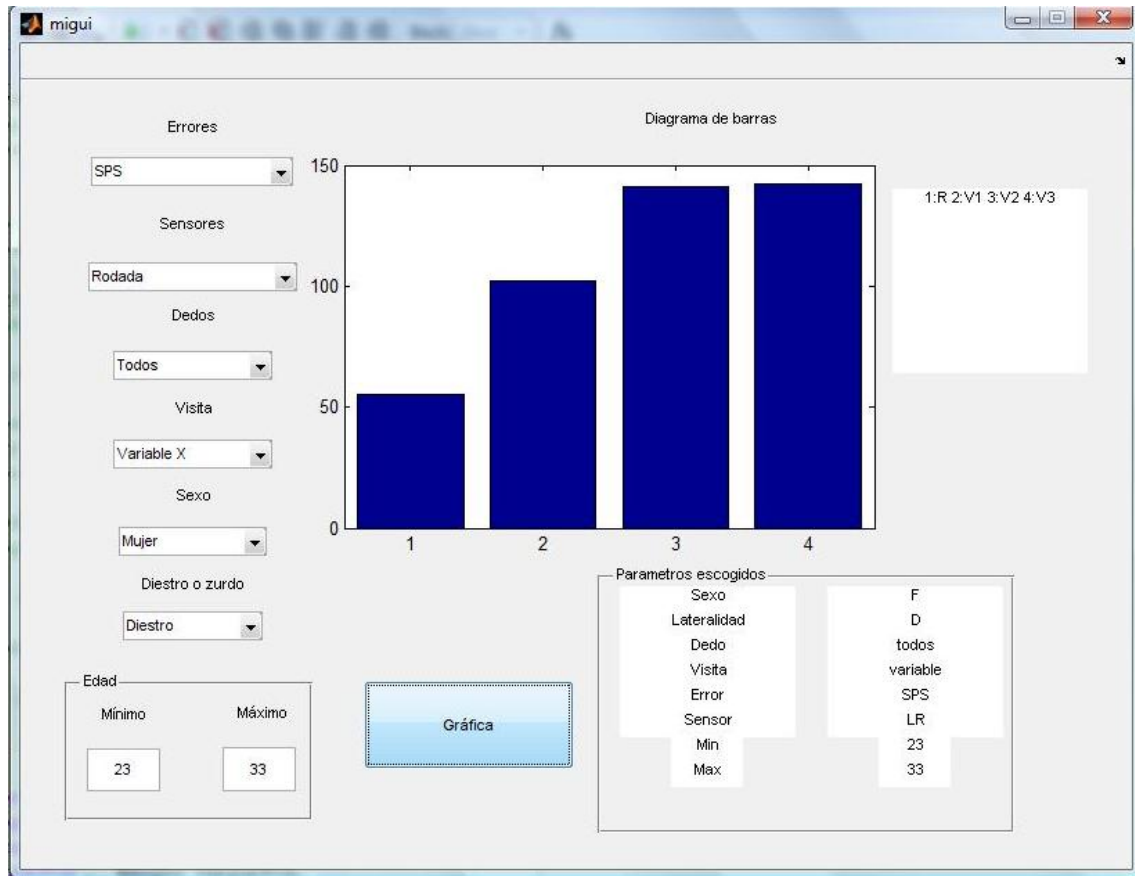 migui
Errores
SPS
Sensores
Rodada
Dedos
Todos
Visita
Variable X
Sexo
Mujer
Diestro o zurdo
Diestro
Edad
Mínimo Máximo
23 33
Diagrama de barras
150
100
50
0
1 2 3 4
1:R 2:V1 3:V2 4:V3
Gráfica
Parametros escogidos
Sexo F
Lateralidad D
Dedo todos
Visita variable
Error SPS
Sensor LR
Min 23
Max 33